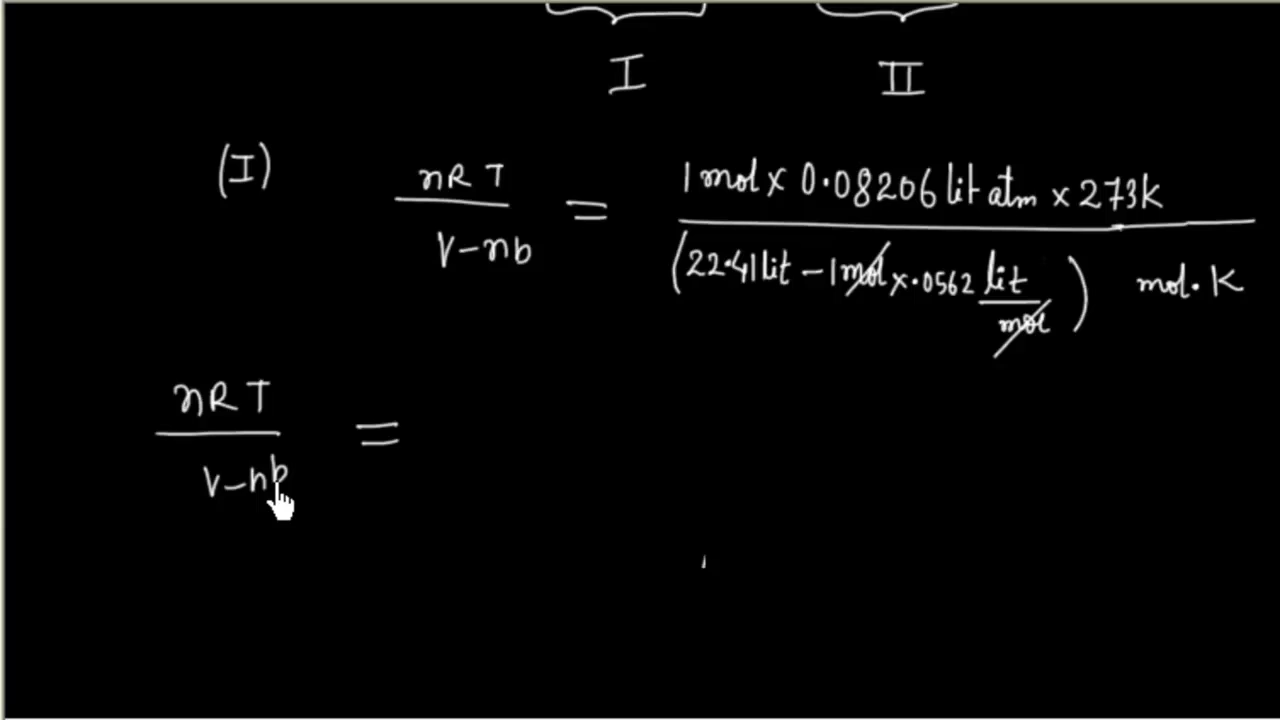 I II
(I) nRT = 1 mol x 0.08206 lit atm x 273k
V-nb (22.41 lit - 1 mol x .0562 lit ) mol. K
mol
nRT =
V-nb